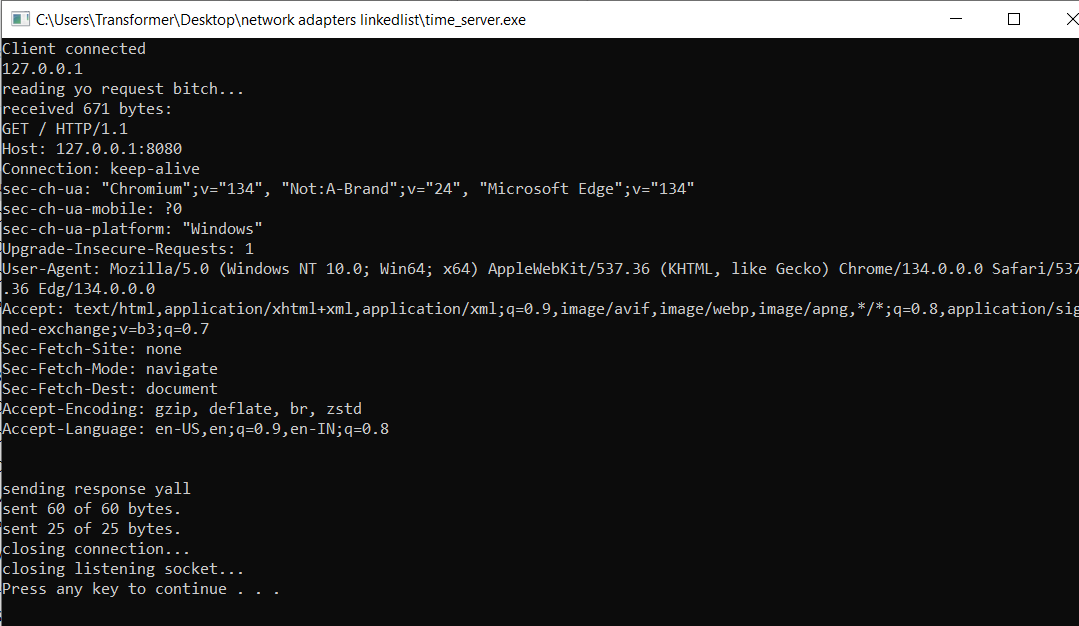 C:\Users\Transformer\Desktop\network adapters linkedlist\time_server.exe
Client connected
127.0.0.1
reading yo request bitch...
received 671 bytes:
GET / HTTP/1.1
Host: 127.0.0.1:8080
Connection: keep-alive
sec-ch-ua: "Chromium";v="134", "Not:A-Brand";v="24", "Microsoft Edge";v="134"
sec-ch-ua-mobile: ?0
sec-ch-ua-platform: "Windows"
Upgrade-Insecure-Requests: 1
User-Agent: Mozilla/5.0 (Windows NT 10.0; Win64; x64) AppleWebKit/537.36 (KHTML, like Gecko) Chrome/134.0.0.0 Safari/537
.36 Edg/134.0.0.0
Accept: text/html,application/xhtml+xml,application/xml;q=0.9,image/avif,image/webp,image/apng,*/*;q=0.8,application/sig
ned-exchange;v=b3;q=0.7
Sec-Fetch-Site: none
Sec-Fetch-Mode: navigate
Sec-Fetch-Dest: document
Accept-Encoding: gzip, deflate, br, zstd
Accept-Language: en-US,en;q=0.9,en-IN;q=0.8
sending response yall
sent 60 of 60 bytes.
sent 25 of 25 bytes.
closing connection...
closing listening socket...
Press any key to continue . . .